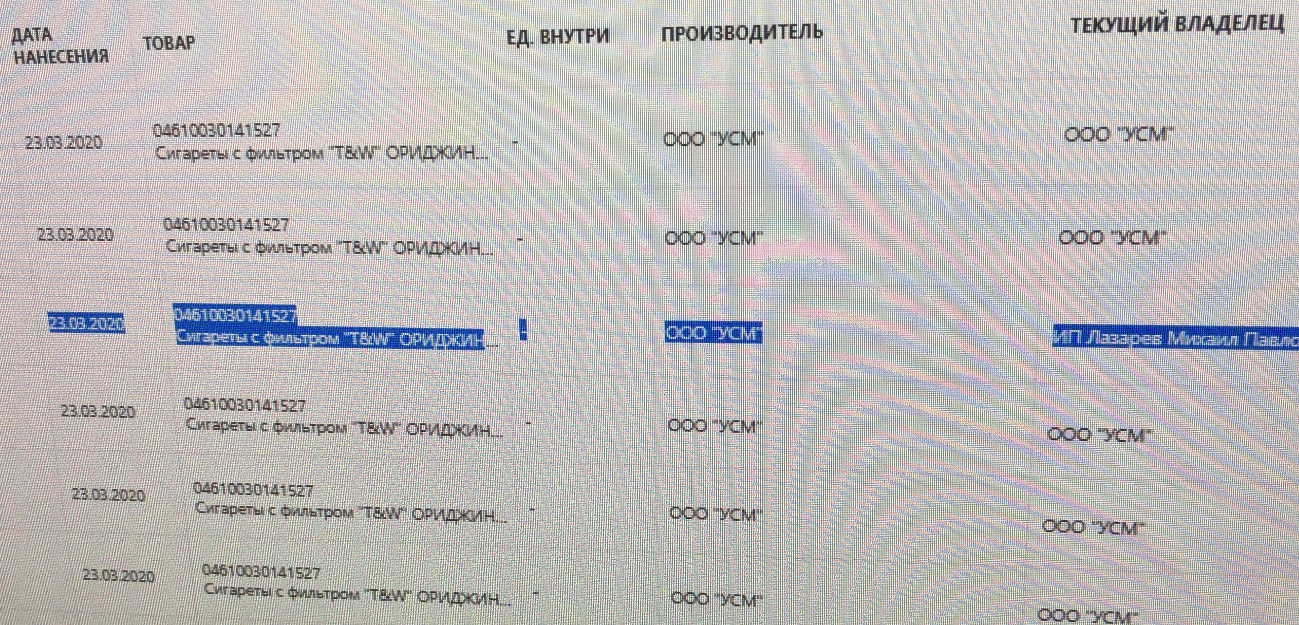 ДАТА НАНЕСЕНИЯ ТОВАР ЕД. ВНУТРИ ПРОИЗВОДИТЕЛЬ ТЕКУЩИЙ ВЛАДЕЛЕЦ
23.03.2020 04610030141527 - ООО "УСМ" ООО "УСМ"
Сигареты с фильтром "T&W" ОРИДЖИН...
23.03.2020 04610030141527 - ООО "УСМ" ООО "УСМ"
Сигареты с фильтром "T&W" ОРИДЖИН...
23.03.2020 04610030141527 - ООО "УСМ" ИП Лазарев Михаил Павло
Сигареты с фильтром "T&W" ОРИДЖИН...
23.03.2020 04610030141527 - ООО "УСМ" ООО "УСМ"
Сигареты с фильтром "T&W" ОРИДЖИН...
23.03.2020 04610030141527 - ООО "УСМ" ООО "УСМ"
Сигареты с фильтром "T&W" ОРИДЖИН...
23.03.2020 04610030141527 - ООО "УСМ" ООО "УСМ"
Сигареты с фильтром "T&W" ОРИДЖИН...